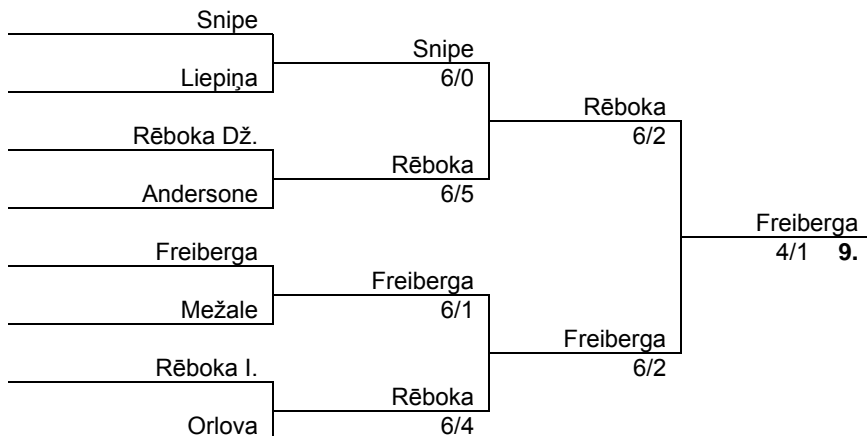 Snipe
Snipe
Liepiņa
6/0
Rēboka Dž.
Rēboka
6/2
Rēboka
Andersone
6/5
Freiberga
Freiberga
4/1 9.
Freiberga
Mežale
6/1
Freiberga
Rēboka I.
6/2
Rēboka
Orlova
6/4